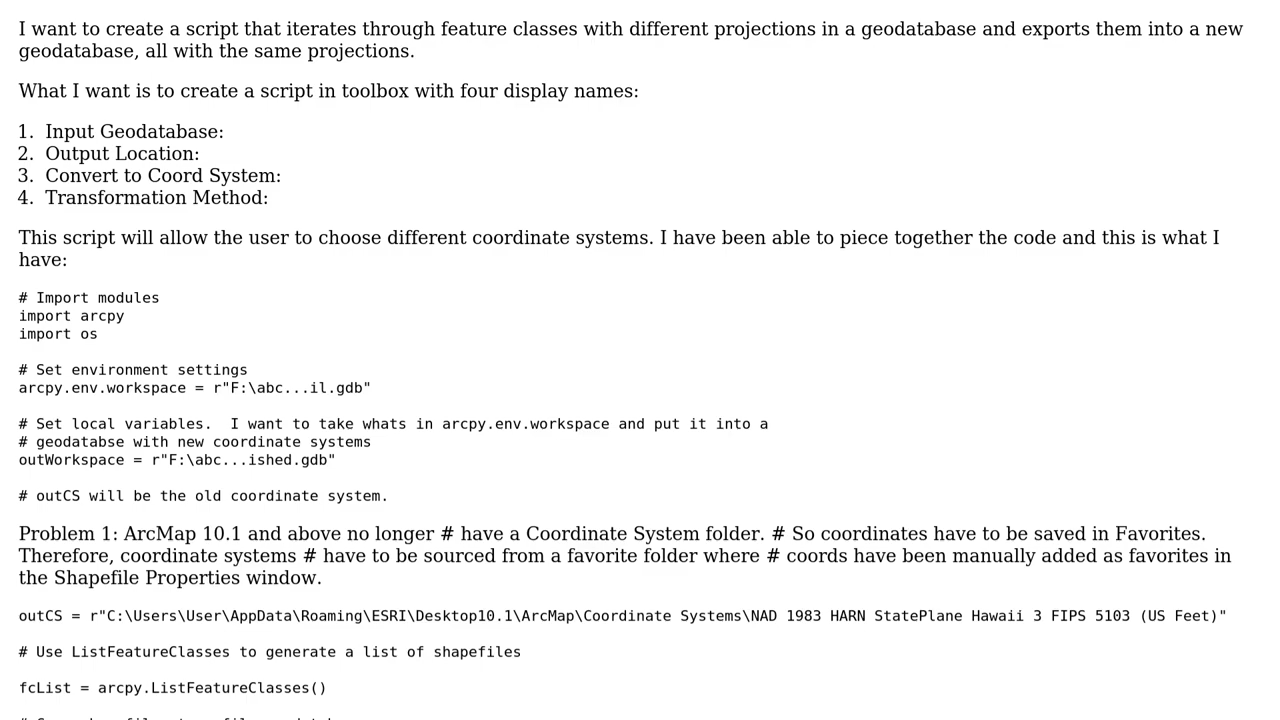 I want to create a script that iterates through feature classes with different projections in a geodatabase and exports them into a new
geodatabase, all with the same projections.
What I want is to create a script in toolbox with four display names:
1. Input Geodatabase:
2. Output Location:
3. Convert to Coord System:
4. Transformation Method:
This script will allow the user to choose different coordinate systems. I have been able to piece together the code and this is what I
have:
# Import modules
import arcpy
import os
# Set environment settings
arcpy.env.workspace = r"F:\abc...il.gdb"
# Set local variables.  I want to take whats in arcpy.env.workspace and put it into a
# geodatabse with new coordinate systems
outWorkspace = r"F:\abc...ished.gdb"
# outCS will be the old coordinate system.
Problem 1: ArcMap 10.1 and above no longer # have a Coordinate System folder. # So coordinates have to be saved in Favorites.
Therefore, coordinate systems # have to be sourced from a favorite folder where # coords have been manually added as favorites in
the Shapefile Properties window.
outCS = r"C:\Users\User\AppData\Roaming\ESRI\Desktop10.1\ArcMap\Coordinate Systems\NAD 1983 HARN StatePlane Hawaii 3 FIPS 5103 (US Feet)"
# Use ListFeatureClasses to generate a list of shapefiles
fcList = arcpy.ListFeatureClasses()